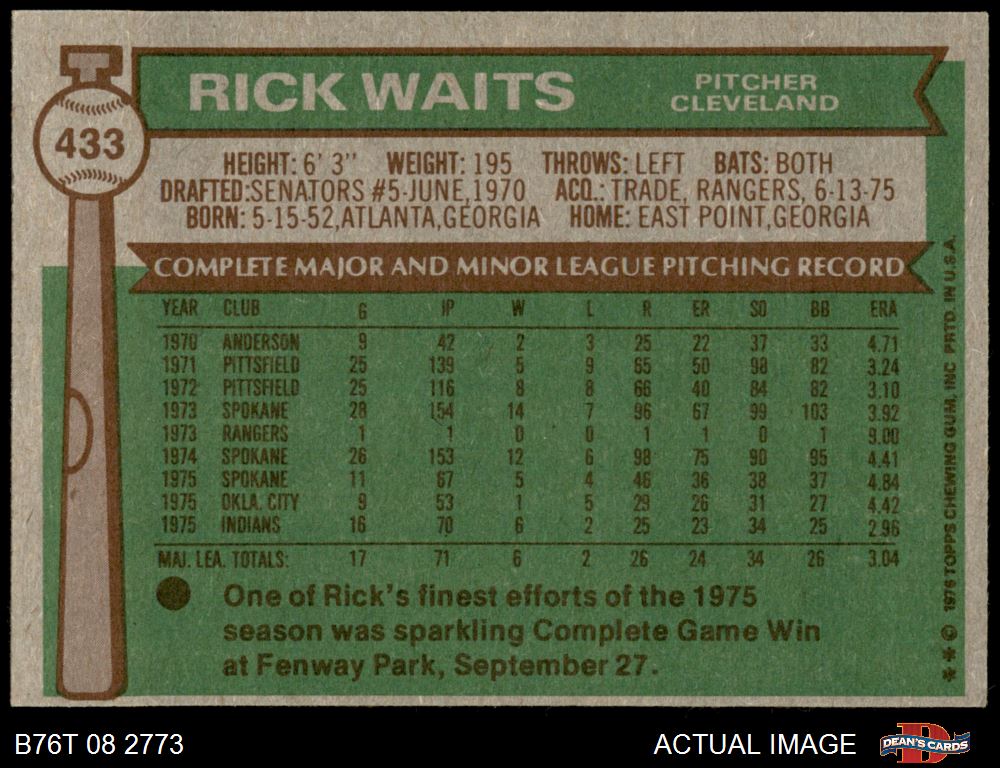 RICK WAITS
PITCHER
CLEVELAND
433
HEIGHT: 6' 3" WEIGHT: 195 THROWS: LEFT BATS: BOTH
DRAFTED: SENATORS #5-JUNE, 1970 ACQ.: TRADE, RANGERS, 6-13-75
BORN: 5-15-52, ATLANTA, GEORGIA HOME: EAST POINT, GEORGIA
COMPLETE MAJOR AND MINOR LEAGUE PITCHING RECORD
YEAR CLUB G IP W L R ER SO BB ERA
1970 ANDERSON 9 42 2 3 25 22 37 33 4.71
1971 PITTSFIELD 25 139 5 9 65 50 98 82 3.24
1972 PITTSFIELD 25 116 8 8 66 40 84 82 3.10
1973 SPOKANE 28 154 14 7 96 67 99 103 3.92
1973 RANGERS 1 1 0 0 1 1 0 1 9.00
1974 SPOKANE 26 153 12 6 98 75 90 95 4.41
1975 SPOKANE 11 67 5 4 46 36 38 37 4.84
1975 OKLA. CITY 9 53 1 5 29 26 31 27 4.42
1975 INDIANS 16 70 6 2 25 23 34 25 2.96
MAJ. LEA. TOTALS: 17 71 6 2 26 24 34 26 3.04
One of Rick's finest efforts of the 1975
season was sparkling Complete Game Win
at Fenway Park, September 27.
** © 1976 TOPPS CHEWING GUM, INC PRTD. IN U.S.A.
B76T 08 2773
ACTUAL IMAGE
D
DEAN'S CARDS